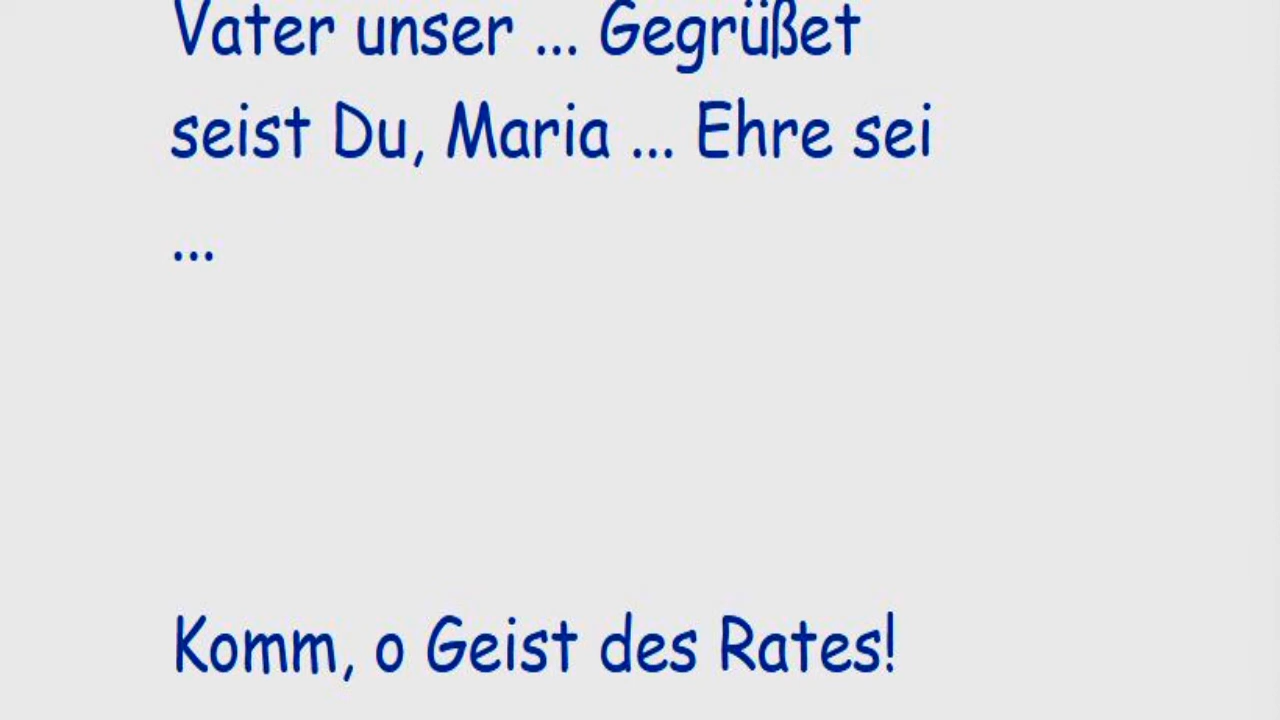 Vater unser ... Gegrüßet
seist Du, Maria ... Ehre sei
...
Komm, o Geist des Rates!